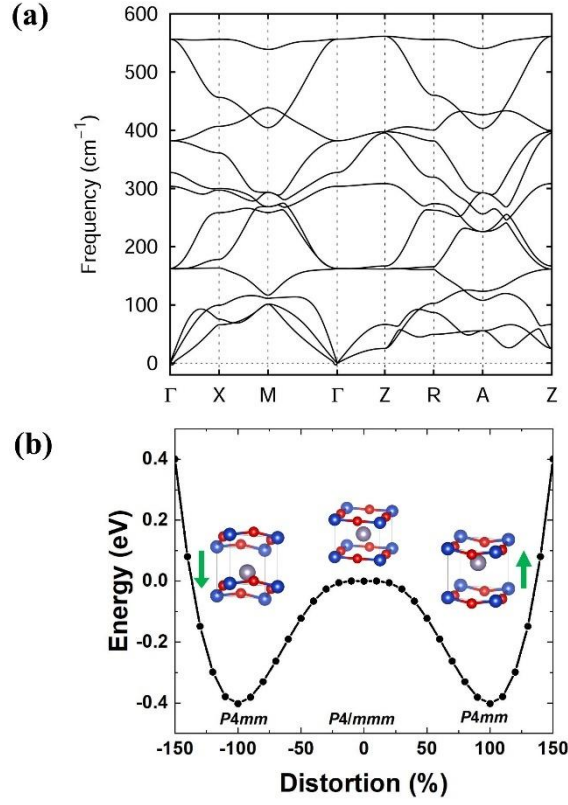 (a)
600
500
400
300
200
100
0
Frequency (cm⁻¹)
Γ X M Γ Z R A Z
(b)
0.4
0.2
0.0
-0.2
-0.4
Energy (eV)
P4mm P4/mmm P4mm
-150 -100 -50 0 50 100 150
Distortion (%)